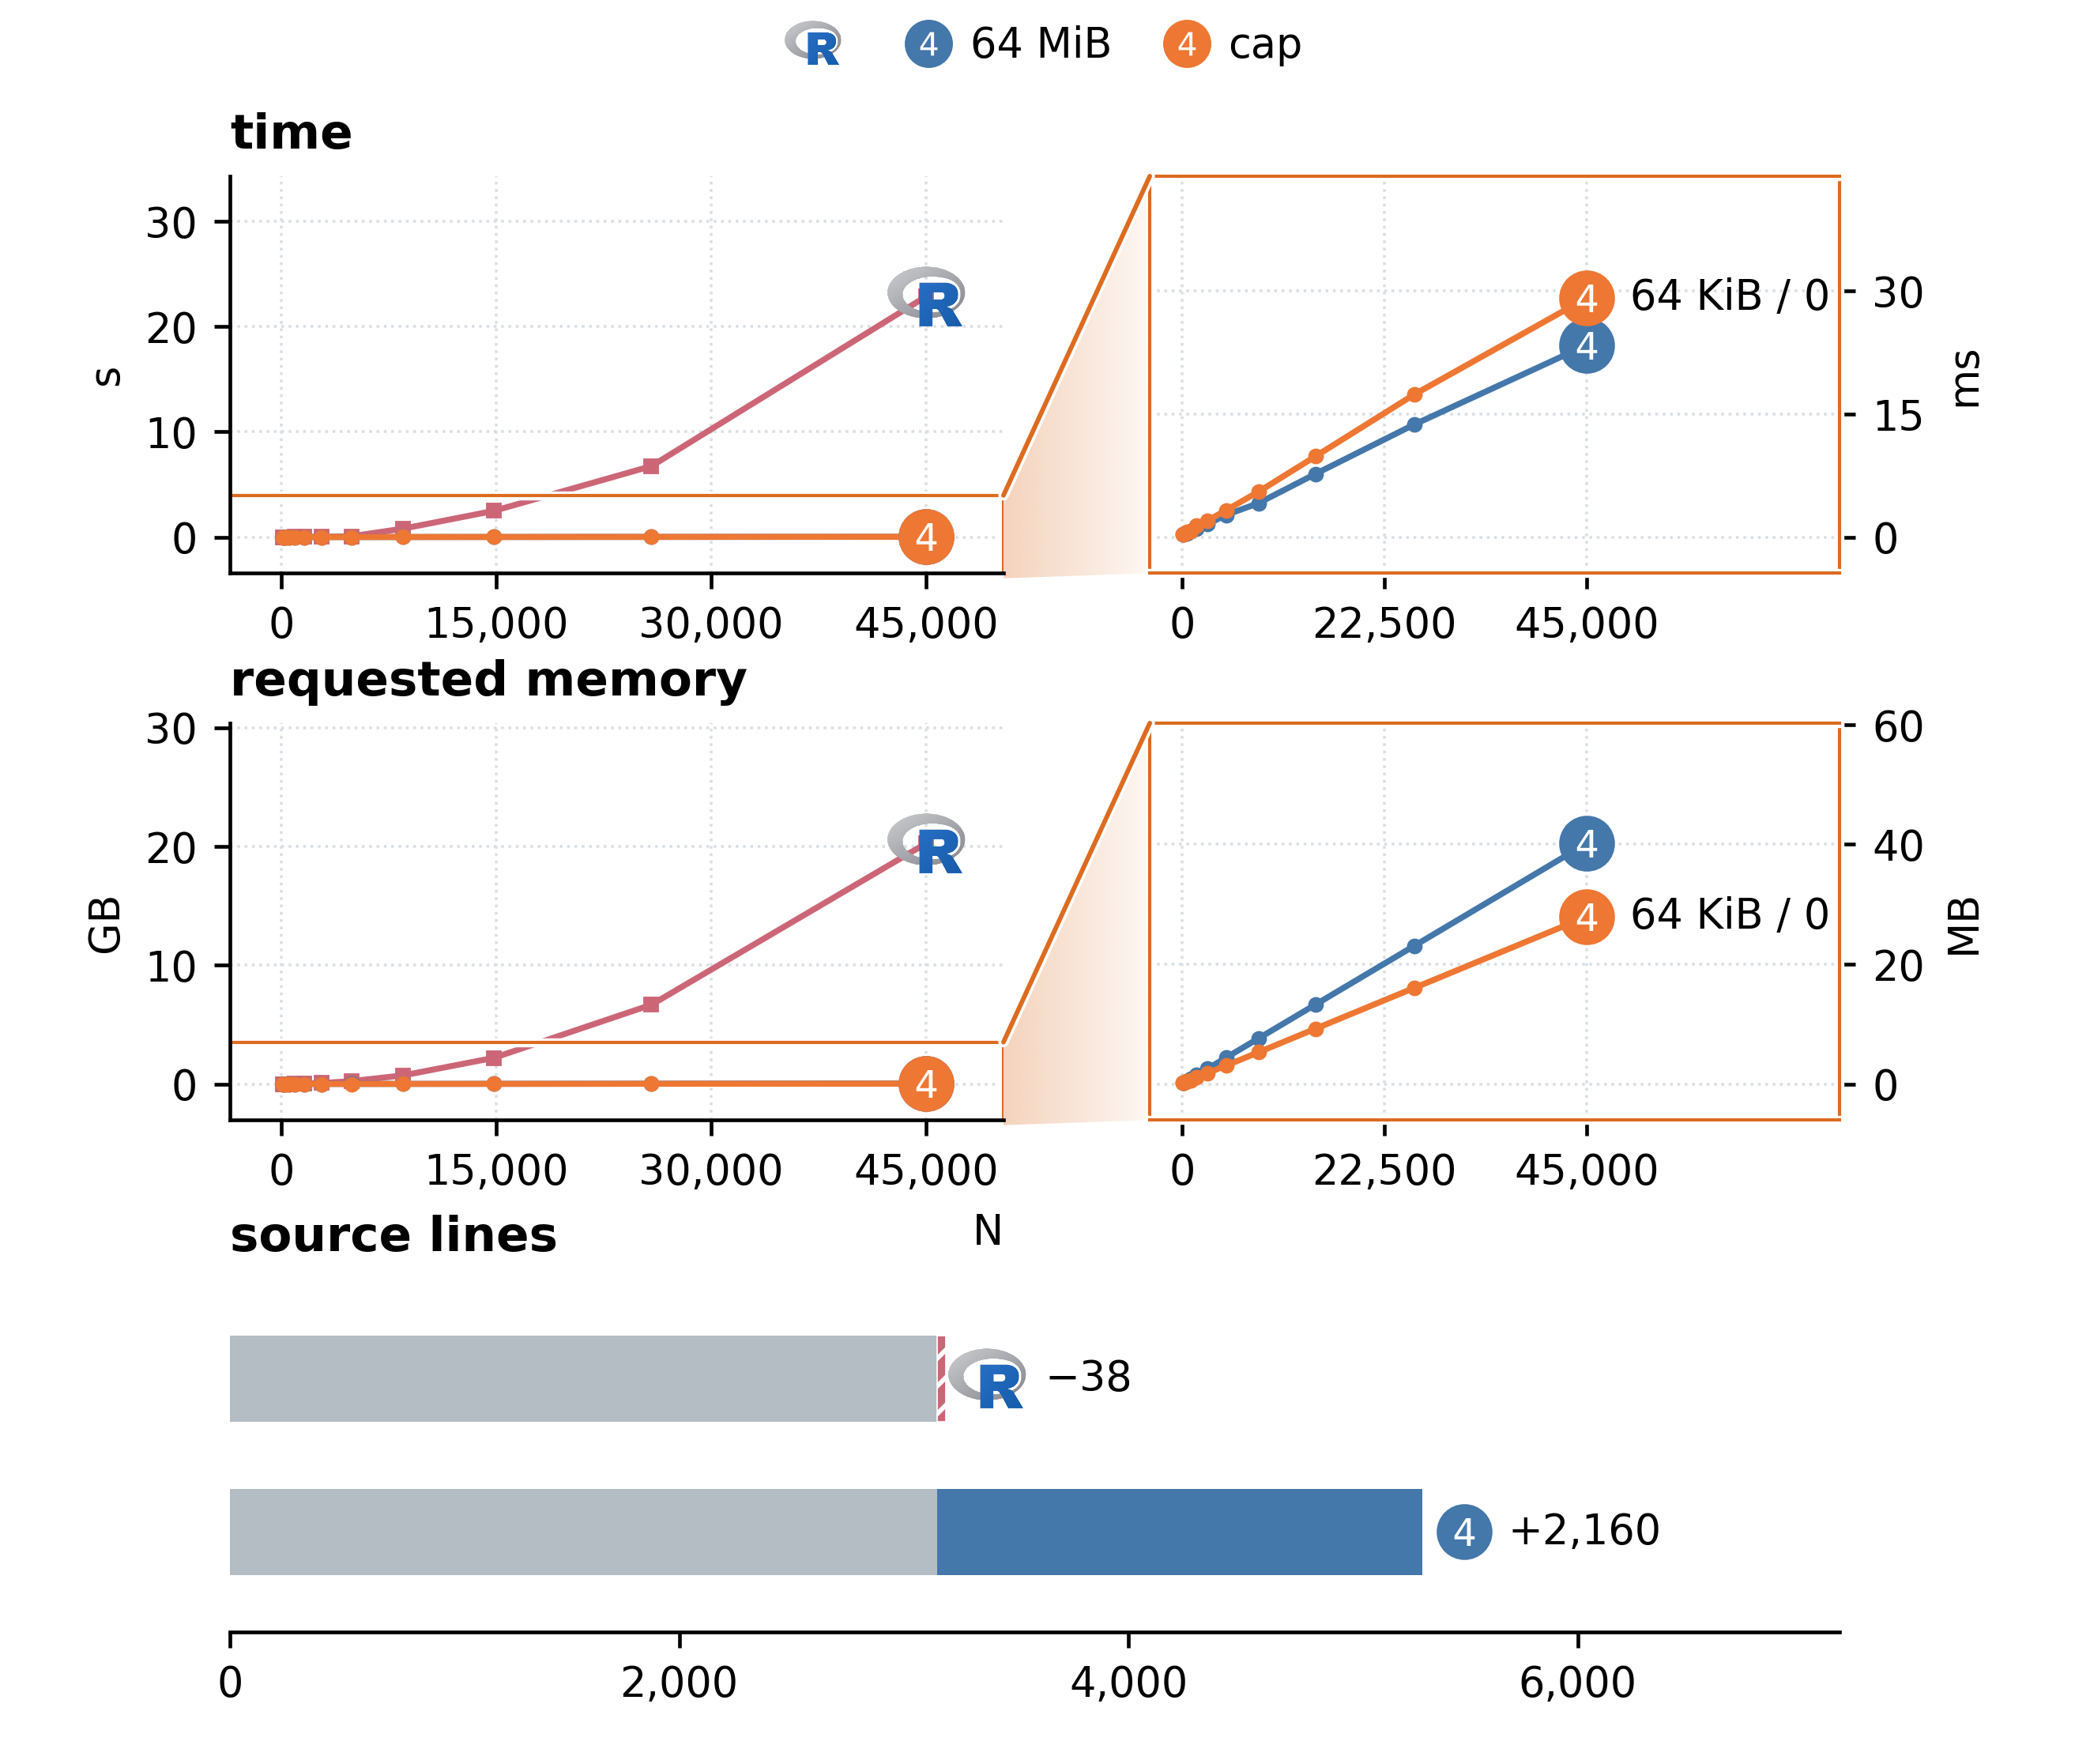 R 4 64 MiB 4 cap
time
30
20
10
0
s
R
4
0 15,000 30,000 45,000
4 64 KiB / 0
4
30
15
0
ms
0 22,500 45,000
requested memory
30
20
10
0
GB
R
4
0 15,000 30,000 45,000
N
4
4 64 KiB / 0
60
40
20
0
MB
0 22,500 45,000
source lines
R −38
4 +2,160
0 2,000 4,000 6,000